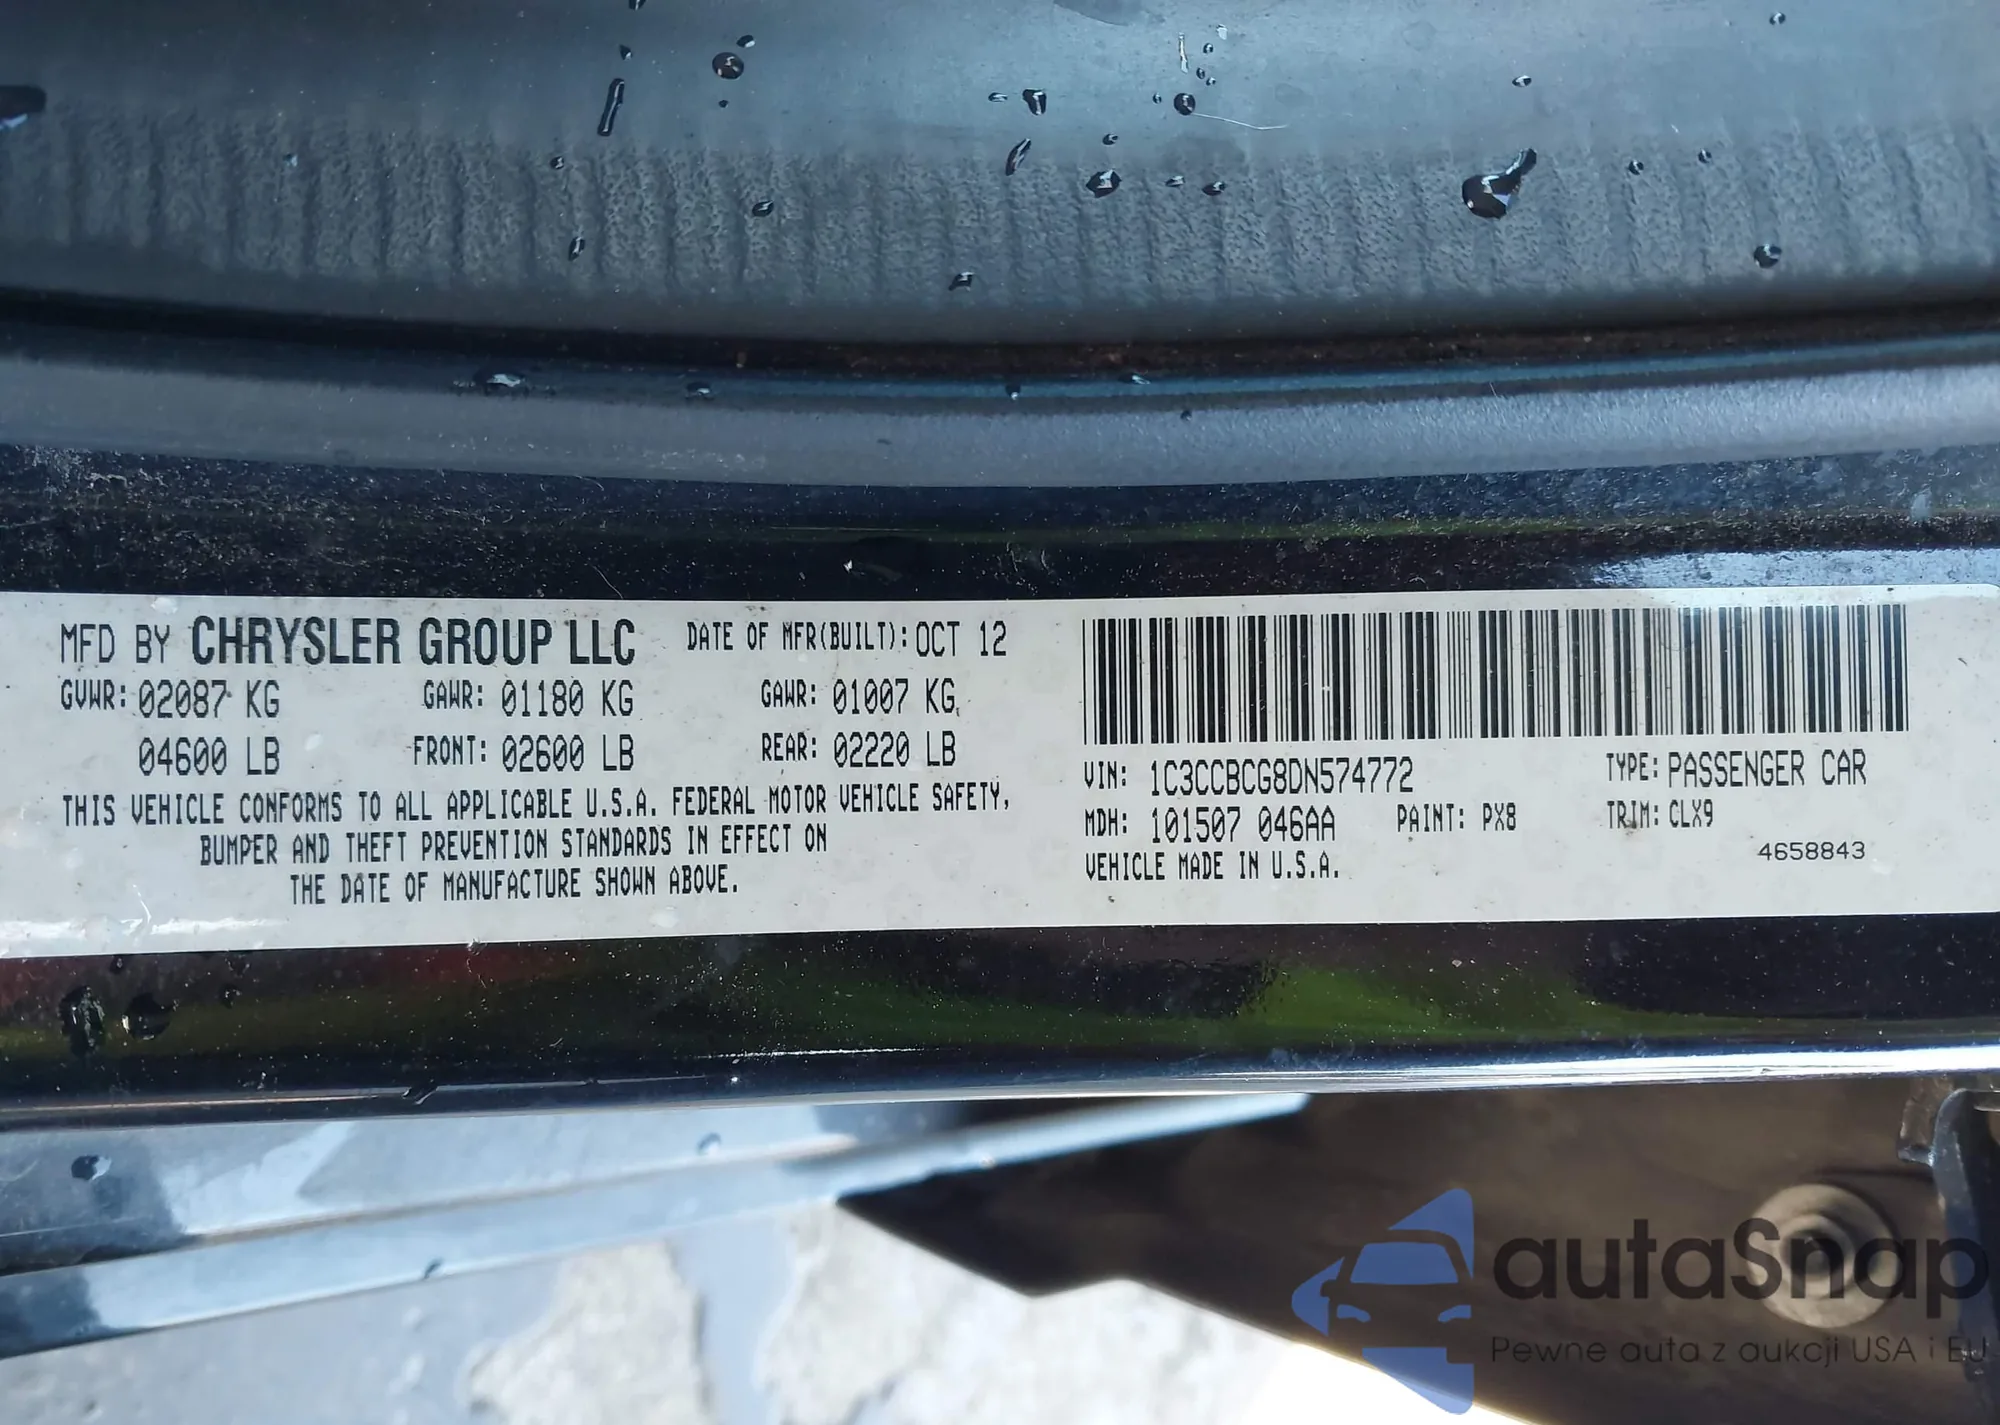 MFD BY CHRYSLER GROUP LLC DATE OF MFR(BUILT): OCT 12
GVWR: 02087 KG GAWR: 01180 KG GAWR: 01007 KG
04600 LB FRONT: 02600 LB REAR: 02220 LB
THIS VEHICLE CONFORMS TO ALL APPLICABLE U.S.A. FEDERAL MOTOR VEHICLE SAFETY,
BUMPER AND THEFT PREVENTION STANDARDS IN EFFECT ON
THE DATE OF MANUFACTURE SHOWN ABOVE.
VIN: 1C3CCBCG8DN574772 TYPE: PASSENGER CAR
MDH: 101507 046AA PAINT: PX8 TRIM: CLX9
VEHICLE MADE IN U.S.A. 4658843
autaSnap
Pewne auta z aukcji USA i EU